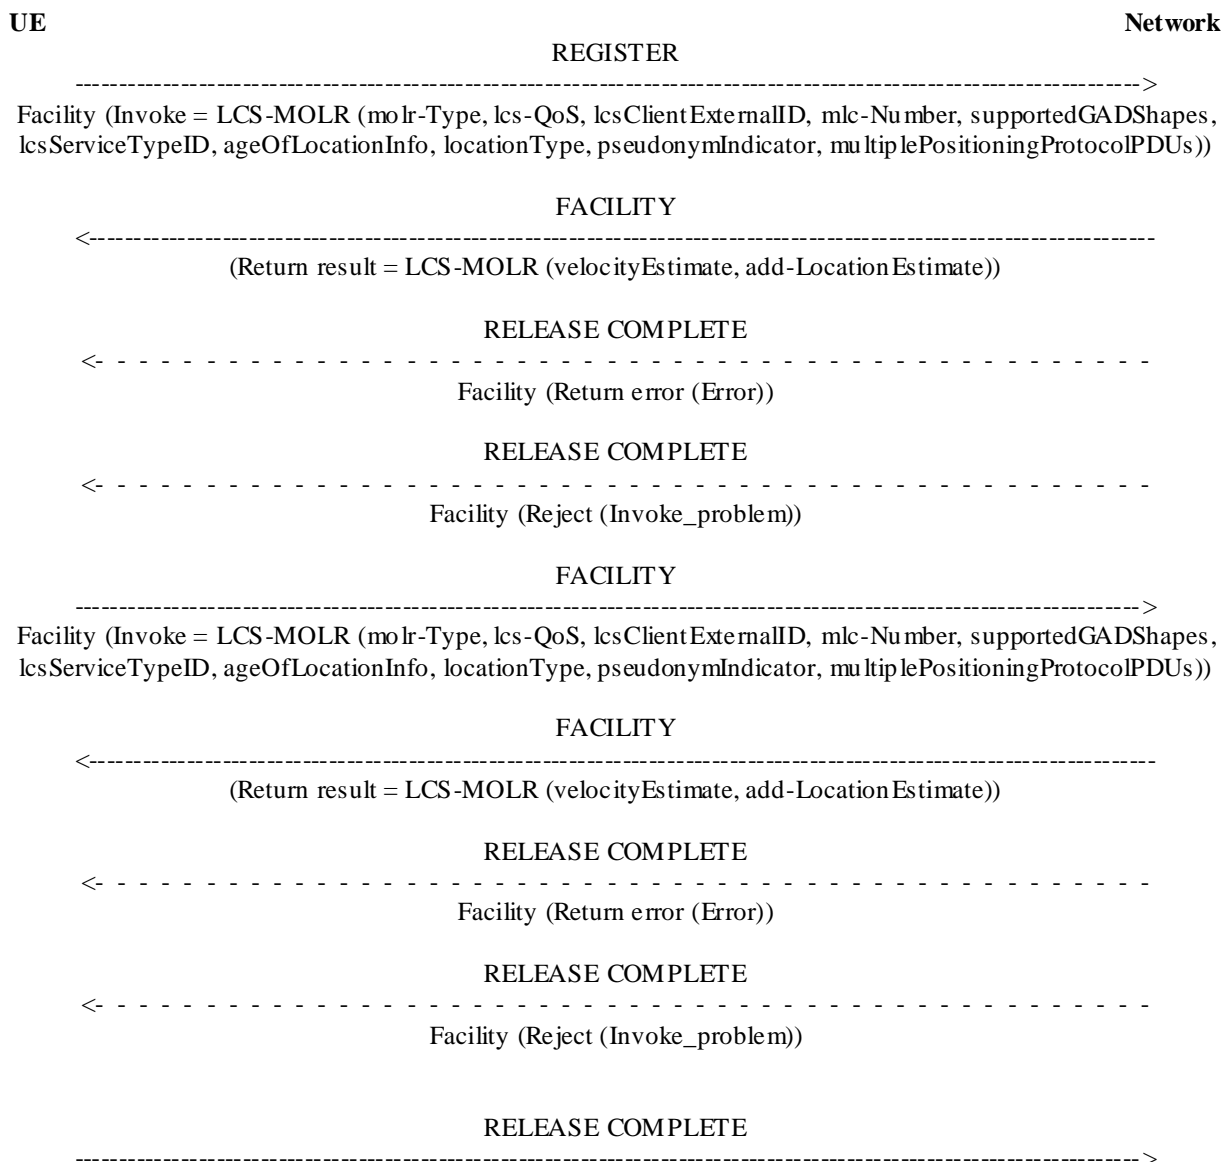 UE Network
REGISTER
------------------------------------------------------------------------------------------------------------------------>
Facility (Invoke = LCS-MOLR (molr-Type, lcs-QoS, lcsClientExternalID, mlc-Number, supportedGADShapes,
lcsServiceTypeID, ageOfLocationInfo, locationType, pseudonymIndicator, multiplePositioningProtocolPDUs))
FACILITY
<------------------------------------------------------------------------------------------------------------------------
(Return result = LCS-MOLR (velocityEstimate, add-LocationEstimate))
RELEASE COMPLETE
<- - - - - - - - - - - - - - - - - - - - - - - - - - - - - - - - - - - - - - - - - - - - - - - - - - - - - - - - - - -
Facility (Return error (Error))
RELEASE COMPLETE
<- - - - - - - - - - - - - - - - - - - - - - - - - - - - - - - - - - - - - - - - - - - - - - - - - - - - - - - - - - -
Facility (Reject (Invoke_problem))
FACILITY
------------------------------------------------------------------------------------------------------------------------>
Facility (Invoke = LCS-MOLR (molr-Type, lcs-QoS, lcsClientExternalID, mlc-Number, supportedGADShapes,
lcsServiceTypeID, ageOfLocationInfo, locationType, pseudonymIndicator, multiplePositioningProtocolPDUs))
FACILITY
<------------------------------------------------------------------------------------------------------------------------
(Return result = LCS-MOLR (velocityEstimate, add-LocationEstimate))
RELEASE COMPLETE
<- - - - - - - - - - - - - - - - - - - - - - - - - - - - - - - - - - - - - - - - - - - - - - - - - - - - - - - - - - -
Facility (Return error (Error))
RELEASE COMPLETE
<- - - - - - - - - - - - - - - - - - - - - - - - - - - - - - - - - - - - - - - - - - - - - - - - - - - - - - - - - - -
Facility (Reject (Invoke_problem))
RELEASE COMPLETE
------------------------------------------------------------------------------------------------------------------------>